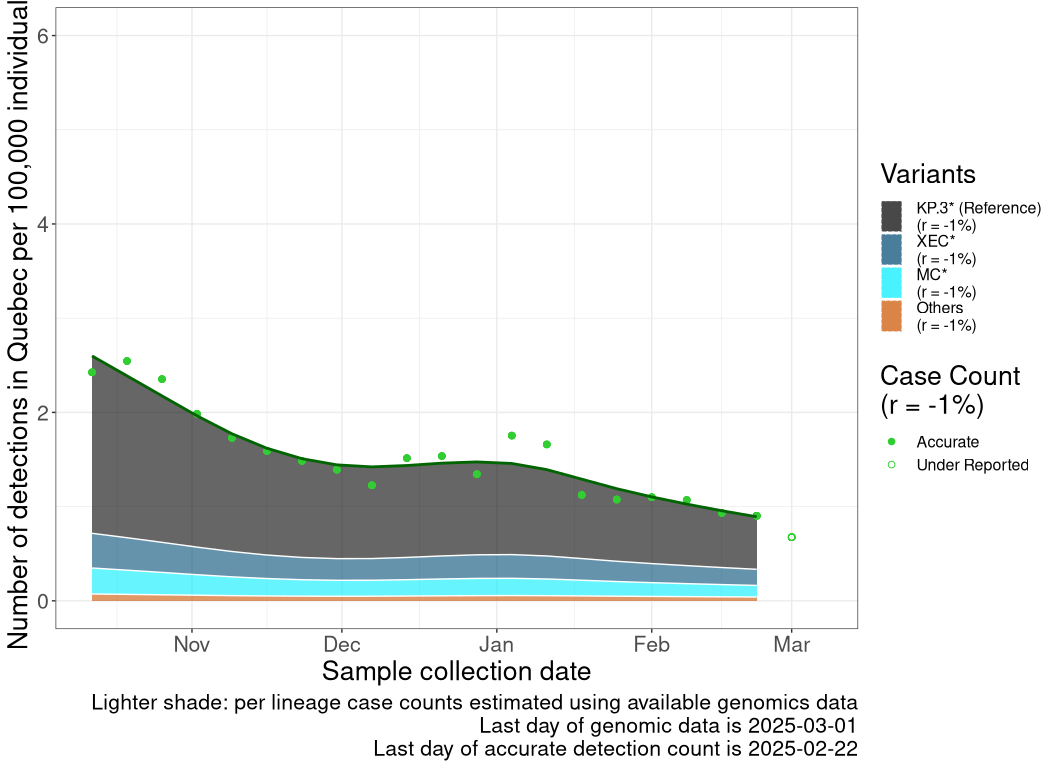 Number of detections in Quebec per 100,000 individual
6
4
2
0
Nov
Dec
Jan
Feb
Mar
Sample collection date
Lighter shade: per lineage case counts estimated using available genomics data
Last day of genomic data is 2025-03-01
Last day of accurate detection count is 2025-02-22
Variants
KP.3* (Reference)
(r = -1%)
XEC*
(r = -1%)
MC*
(r = -1%)
Others
(r = -1%)
Case Count
(r = -1%)
Accurate
Under Reported